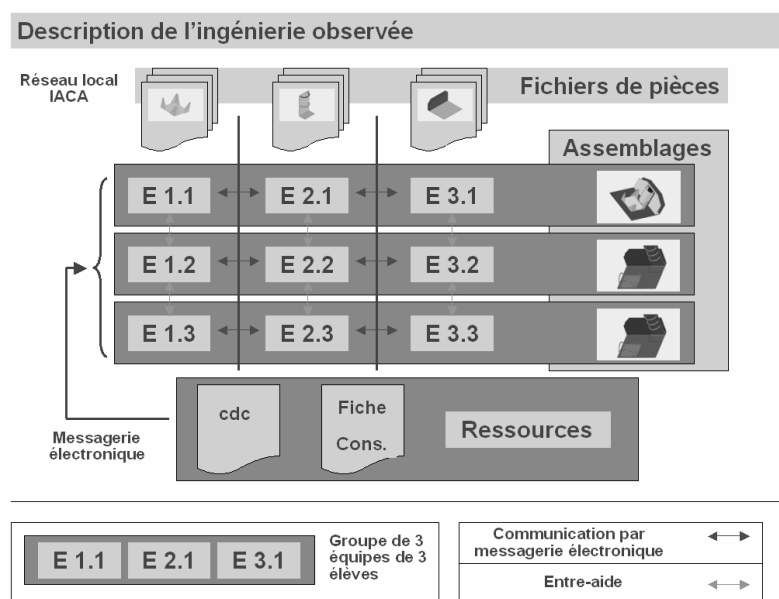 Description de l'ingénierie observée
Réseau local
IACA
Fichiers de pièces
Assemblages
E 1.1
E 2.1
E 3.1
E 1.2
E 2.2
E 3.2
E 1.3
E 2.3
E 3.3
cdc
Fiche
Cons.
Ressources
Messagerie
électronique
E 1.1
E 2.1
E 3.1
Groupe de 3
équipes de 3
élèves
Communication par
messagerie électronique
Entre-aide